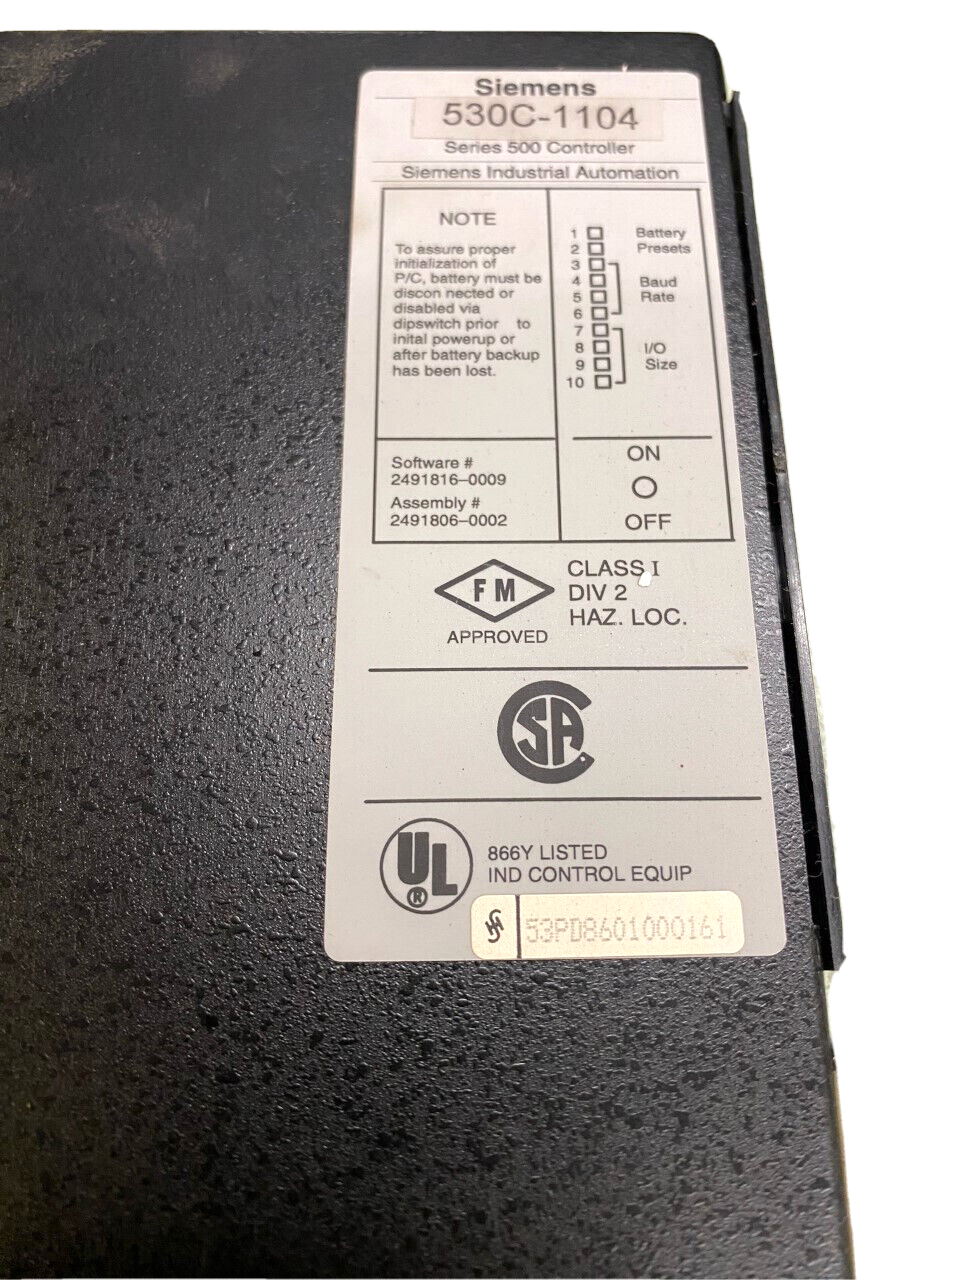 Siemens
530C-1104
Series 500 Controller
Siemens Industrial Automation
NOTE
To assure proper
initialization of
P/C, battery must be
discon nected or
disabled via
dipswitch prior to
inital powerup or
after battery backup
has been lost.
1 Battery
2 Presets
3
4 Baud
5 Rate
6
7
8 I/O
9 Size
10
Software #
2491816-0009
Assembly #
2491806-0002
ON
OFF
FM
APPROVED
CLASS I
DIV 2
HAZ. LOC.
CSA
UL
®
866Y LISTED
IND CONTROL EQUIP
53PD8601000161